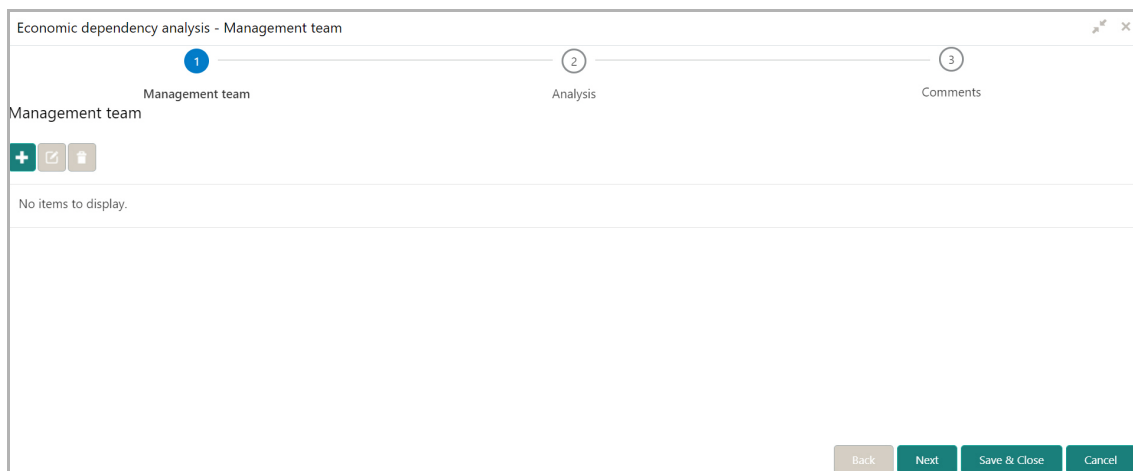 Economic dependency analysis - Management team
1 2 3
Management team Analysis Comments
Management team
No items to display.
Back Next Save & Close Cancel